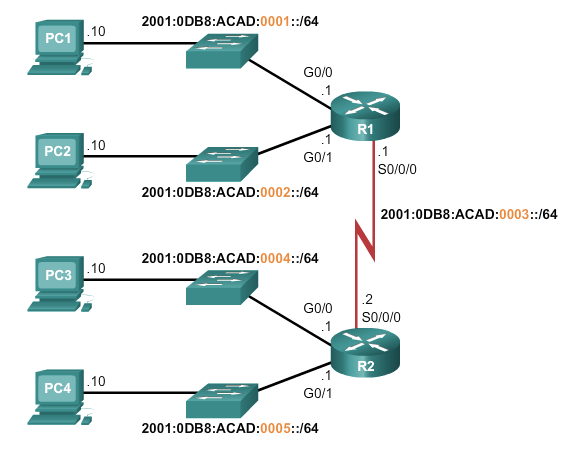 2001:0DB8:ACAD:0001::/64
.10
PC1
G0/0
.1
R1
.10
PC2
.1
G0/1
.1
S0/0/0
2001:0DB8:ACAD:0002::/64
2001:0DB8:ACAD:0003::/64
2001:0DB8:ACAD:0004::/64
.10
PC3
G0/0
.1
.2
S0/0/0
R2
.10
PC4
.1
G0/1
2001:0DB8:ACAD:0005::/64